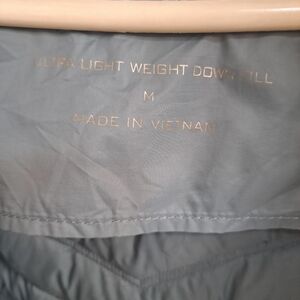 ULTRA LIGHT WEIGHT DOWN FILL
M
MADE IN VIETNAM